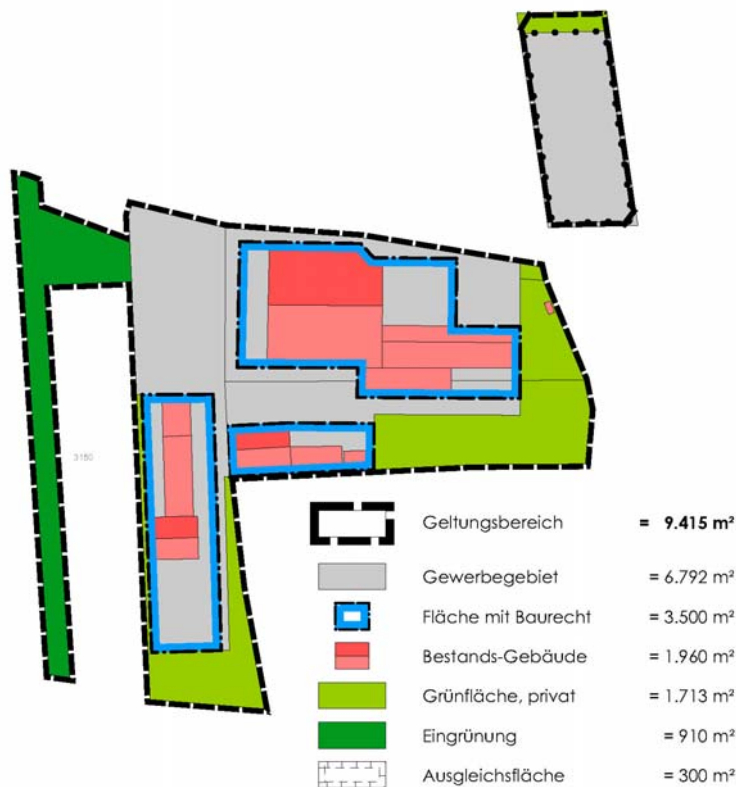 3150
Geltungsbereich = 9.415 m²
Gewerbegebiet = 6.792 m²
Fläche mit Baurecht = 3.500 m²
Bestands-Gebäude = 1.960 m²
Grünfläche, privat = 1.713 m²
Eingrünung = 910 m²
Ausgleichsfläche = 300 m²